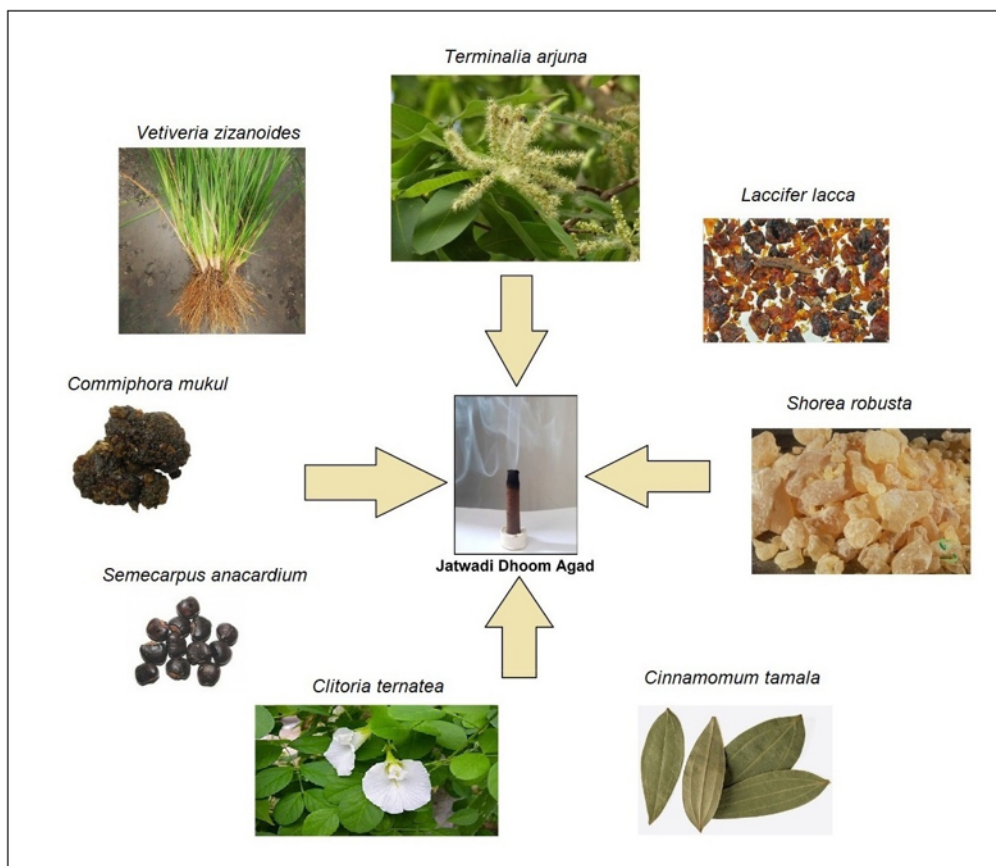 Terminalia arjuna
Vetiveria zizanoides
Laccifer lacca
Commiphora mukul
Shorea robusta
Jatwadi Dhoom Agad
Semecarpus anacardium
Clitoria ternatea
Cinnamomum tamala